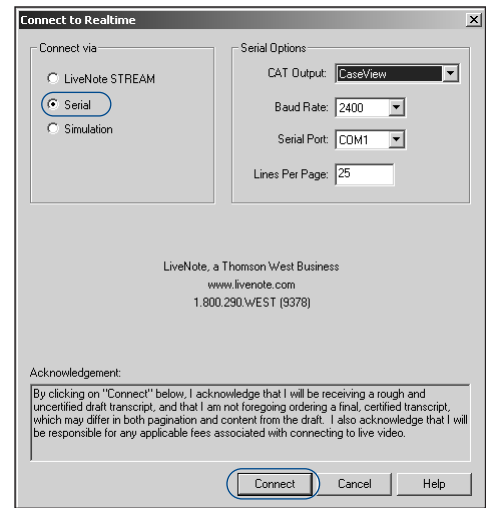 Connect to Realtime
Connect via
LiveNote STREAM
Serial
Simulation
Serial Options
CAT Output: CaseView
Baud Rate: 2400
Serial Port: COM1
Lines Per Page: 25
LiveNote, a Thomson West Business
www.livenote.com
1.800.290.WEST (9378)
Acknowledgement:
By clicking on "Connect" below, I acknowledge that I will be receiving a rough and
uncertified draft transcript, and that I am not foregoing ordering a final, certified transcript,
which may differ in both pagination and content from the draft. I also acknowledge that I will
be responsible for any applicable fees associated with connecting to live video.
Connect Cancel Help